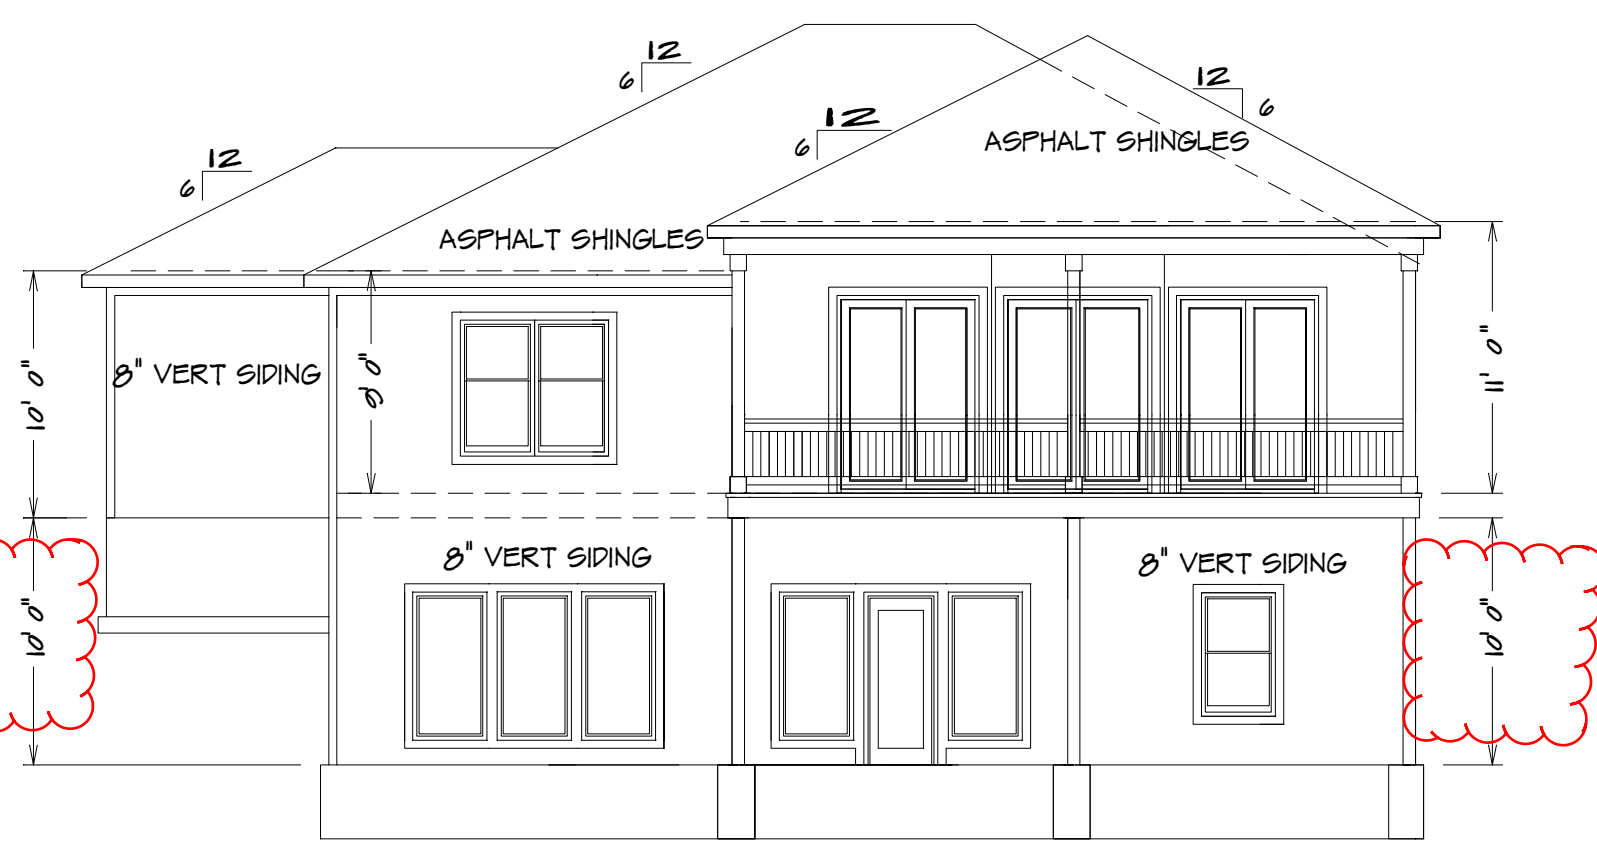 12
6
12
6
12
6
12
6
ASPHALT SHINGLES
ASPHALT SHINGLES
10' 0"
8" VERT SIDING
9' 0"
11' 0"
8" VERT SIDING
8" VERT SIDING
10' 0"
10' 0"